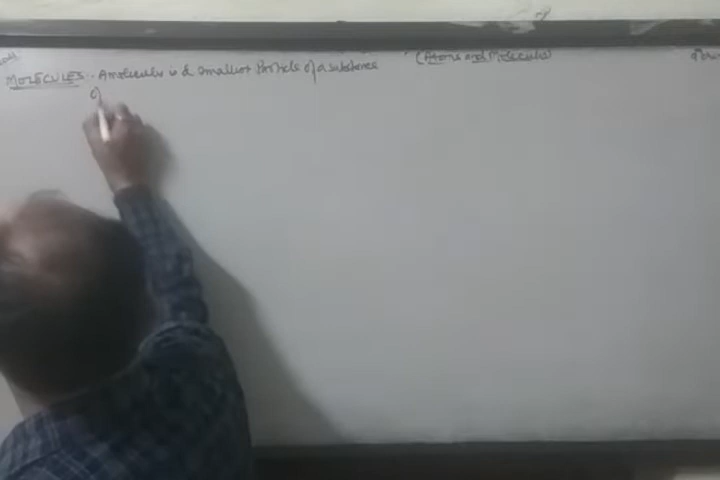 (Atoms and Molecules)
MOLECULES. A molecule is d smallest Particle of a substance